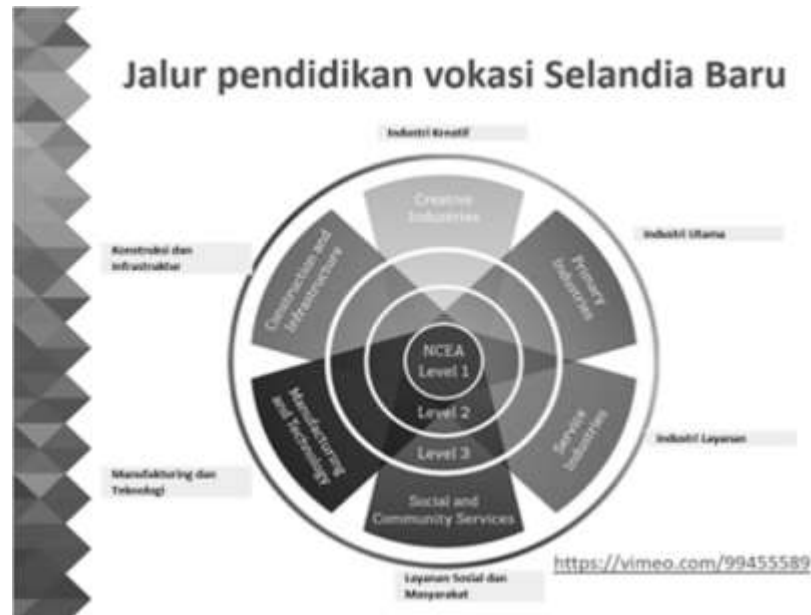 Jalur pendidikan vokasi Selandia Baru
Industri Kreatif
Creative
Industries
Konstruksi dan
Infrastruktur
Construction and
Infrastructure
Primary
Industries
Industri Utama
NCEA
Level 1
Level 2
Level 3
Manufacturing
and Technology
Manufakturing dan
Teknologi
Service
Industries
Industri Layanan
Social and
Community Services
Layanan Sosial dan
Masyarakat
https://vimeo.com/99455589